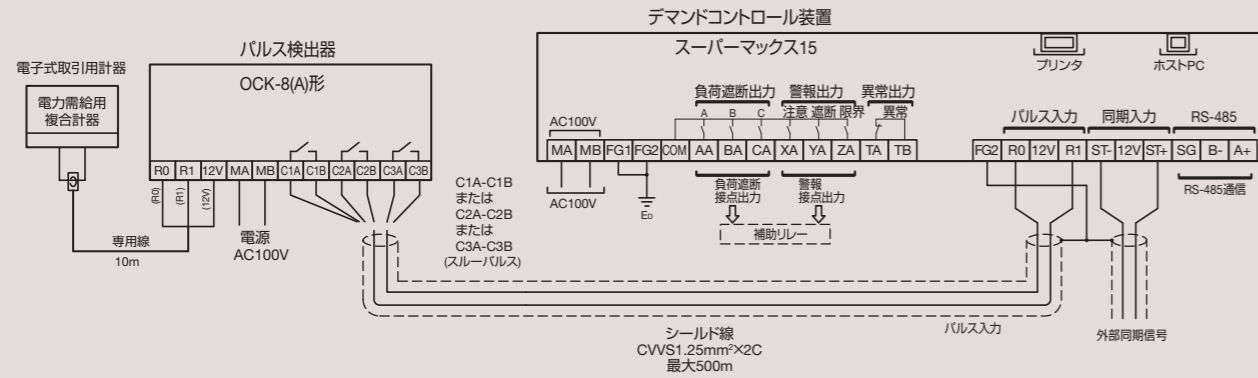 デマンドコントロール装置
スーパーマックス15
プリンタ
ホストPC
パルス検出器
OCK-8(A)形
電子式取引用計器
電力需給用
複合計器
R0 R1 12V MA MB C1A C1B C2A C2B C3A C3B
(R0) (R1) (12V)
専用線
10m
電源
AC100V
C1A-C1B
または
C2A-C2B
または
C3A-C3B
(スルーパルス)
負荷遮断出力 警報出力 異常出力
A B C 注意 遮断 限界 異常
AC100V
MA MB FG1 FG2 COM AA BA CA XA YA ZA TA TB
AC100V
ED
負荷遮断
接点出力
警報
接点出力
補助リレー
パルス入力 同期入力 RS-485
FG2 R0 12V R1 ST- 12V ST+ SG B- A+
RS-485通信
シールド線
CVVS1.25mm²×2C
最大500m
パルス入力
外部同期信号